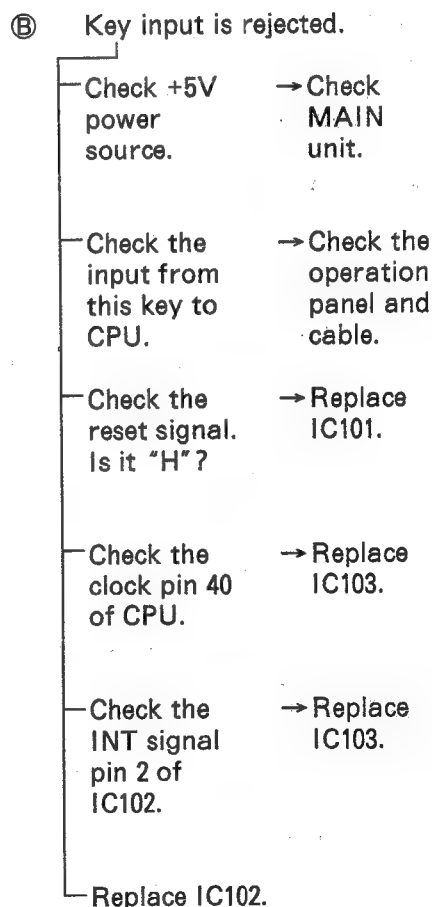 Ⓑ Key input is rejected.
Check +5V → Check
power MAIN
source. unit.
Check the → Check the
input from operation
this key to panel and
CPU. cable.
Check the → Replace
reset signal. IC101.
Is it "H"?
Check the → Replace
clock pin 40 IC103.
of CPU.
Check the → Replace
INT signal IC103.
pin 2 of
IC102.
Replace IC102.